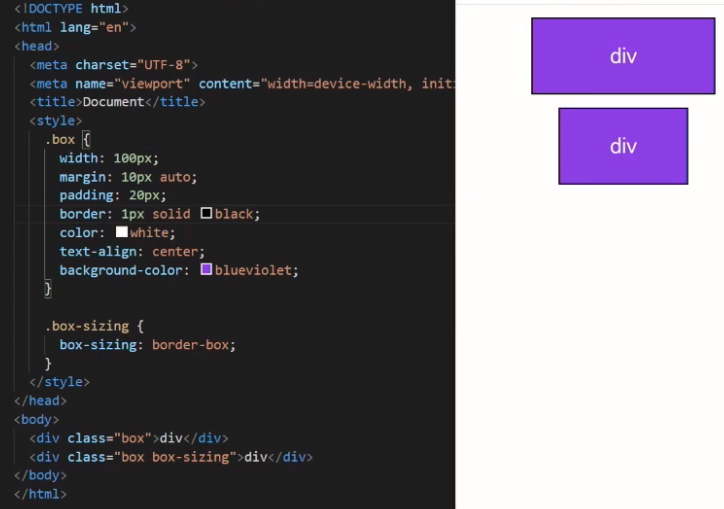 <!DOCTYPE html>
<html lang="en">
<head>
<meta charset="UTF-8">
<meta name="viewport" content="width=device-width, initi
<title>Document</title>
<style>
.box {
width: 100px;
margin: 10px auto;
padding: 20px;
border: 1px solid black;
color: white;
text-align: center;
background-color: blueviolet;
}
.box-sizing {
box-sizing: border-box;
}
</style>
</head>
<body>
<div class="box">div</div>
<div class="box box-sizing">div</div>
</body>
</html>
div
div